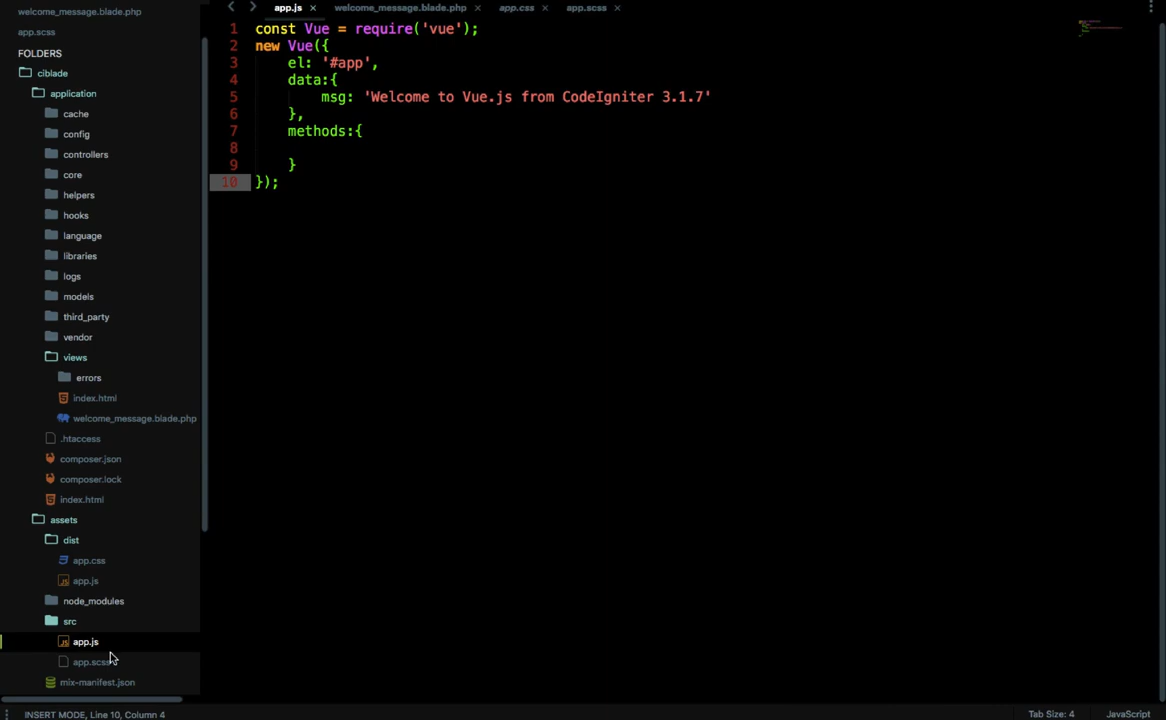 welcome_message.blade.php
app.scss
FOLDERS
ciblade
application
cache
config
controllers
core
helpers
hooks
language
libraries
logs
models
third_party
vendor
views
errors
index.html
welcome_message.blade.php
.htaccess
composer.json
composer.lock
index.html
assets
dist
app.css
app.js
node_modules
src
app.js
app.scss
mix-manifest.json
app.js × welcome_message.blade.php × app.css × app.scss ×
1 const Vue = require('vue');
2 new Vue({
3 el: '#app',
4 data:{
5 msg: 'Welcome to Vue.js from CodeIgniter 3.1.7'
6 },
7 methods:{
8
9 }
10 });
INSERT MODE, Line 10, Column 4
Tab Size: 4 JavaScript